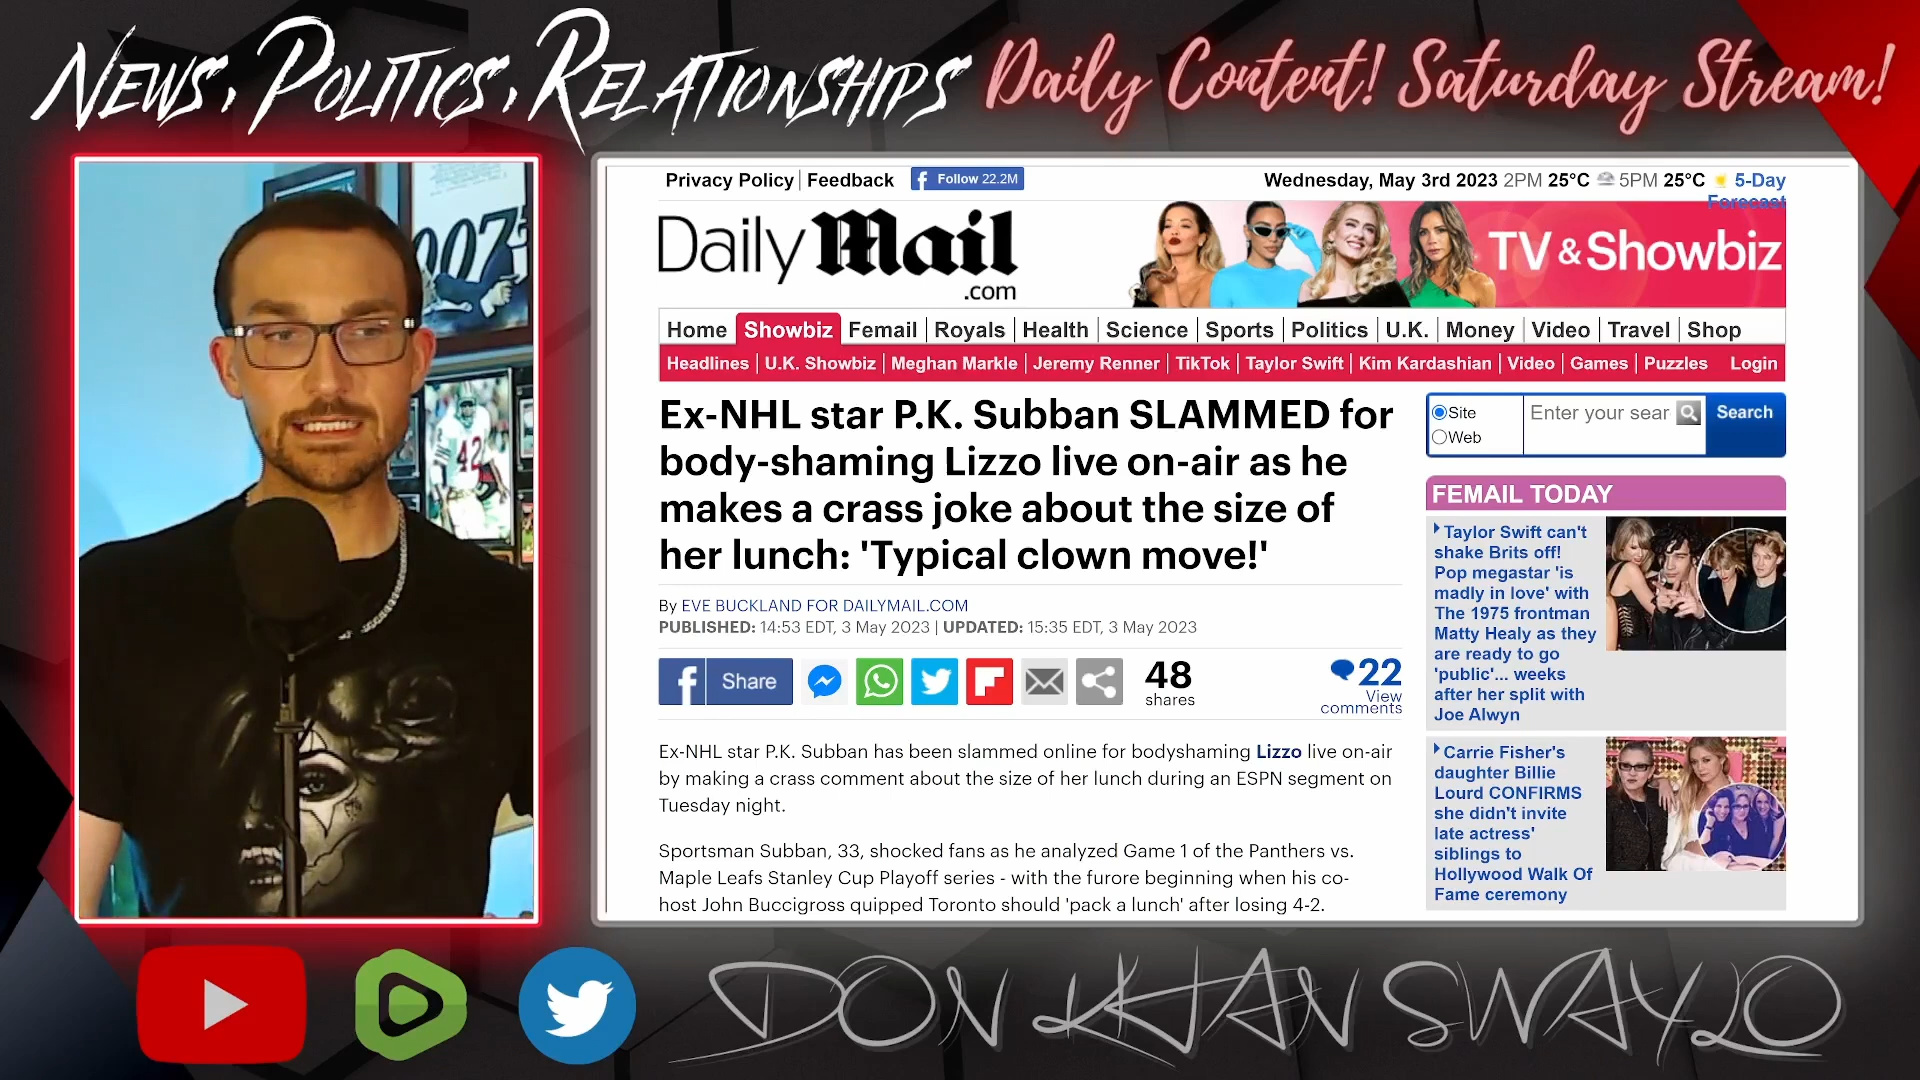 NEWS, POLITICS, RELATIONSHIPS
Daily Content! Saturday Stream!
007
42
Privacy Policy | Feedback
Follow 22.2M
Wednesday, May 3rd 2023 2PM 25°C 5PM 25°C 5-Day
Forecast
Daily Mail
.com
TV & Showbiz
Home Showbiz Femail Royals Health Science Sports Politics U.K. Money Video Travel Shop
Headlines U.K. Showbiz Meghan Markle Jeremy Renner TikTok Taylor Swift Kim Kardashian Video Games Puzzles Login
Ex-NHL star P.K. Subban SLAMMED for
body-shaming Lizzo live on-air as he
makes a crass joke about the size of
her lunch: 'Typical clown move!'
By EVE BUCKLAND FOR DAILYMAIL.COM
PUBLISHED: 14:53 EDT, 3 May 2023 | UPDATED: 15:35 EDT, 3 May 2023
Share
48
shares
22
View
comments
Ex-NHL star P.K. Subban has been slammed online for bodyshaming Lizzo live on-air
by making a crass comment about the size of her lunch during an ESPN segment on
Tuesday night.
Sportsman Subban, 33, shocked fans as he analyzed Game 1 of the Panthers vs.
Maple Leafs Stanley Cup Playoff series - with the furore beginning when his co-
host John Buccigross quipped Toronto should 'pack a lunch' after losing 4-2.
Site
Web
Enter your sear
Search
FEMAIL TODAY
Taylor Swift can't
shake Brits off!
Pop megastar 'is
madly in love' with
The 1975 frontman
Matty Healy as they
are ready to go
'public'... weeks
after her split with
Joe Alwyn
Carrie Fisher's
daughter Billie
Lourd CONFIRMS
she didn't invite
late actress'
siblings to
Hollywood Walk Of
Fame ceremony
DON KHAN SWAYLO